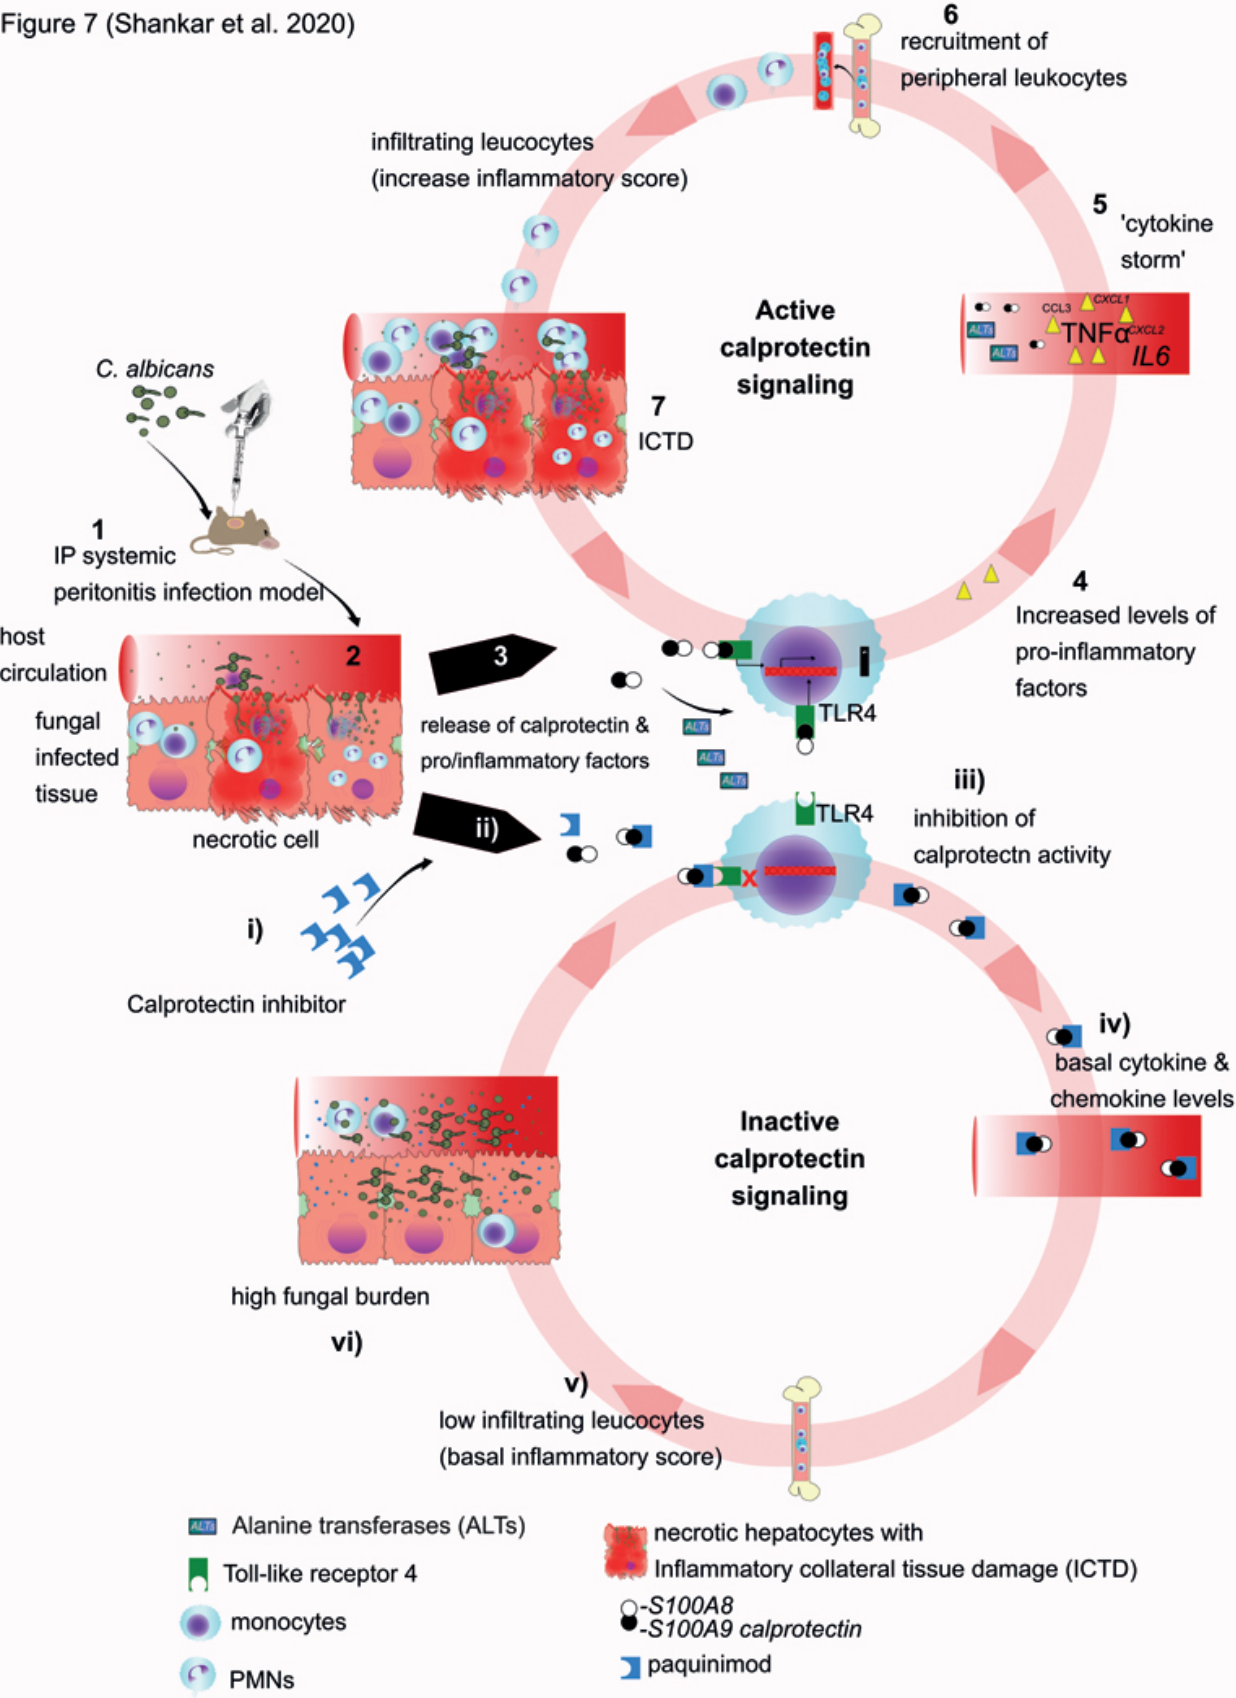 Figure 7 (Shankar et al. 2020)
6
recruitment of
peripheral leukocytes
infiltrating leucocytes
(increase inflammatory score)
5
'cytokine
storm'
Active
calprotectin
signaling
CCL3
CXCL1
TNFα
CXCL2
IL6
ALTs
ALTs
C. albicans
7
ICTD
1
IP systemic
peritonitis infection model
host
circulation
2
fungal
infected
tissue
necrotic cell
3
release of calprotectin &
pro/inflammatory factors
ALTs
ALTs
ALTs
TLR4
4
Increased levels of
pro-inflammatory
factors
ii)
TLR4
X
iii)
inhibition of
calprotectn activity
i)
Calprotectin inhibitor
iv)
basal cytokine &
chemokine levels
Inactive
calprotectin
signaling
high fungal burden
vi)
v)
low infiltrating leucocytes
(basal inflammatory score)
ALTs
Alanine transferases (ALTs)
Toll-like receptor 4
monocytes
PMNs
necrotic hepatocytes with
Inflammatory collateral tissue damage (ICTD)
-S100A8
-S100A9 calprotectin
paquinimod